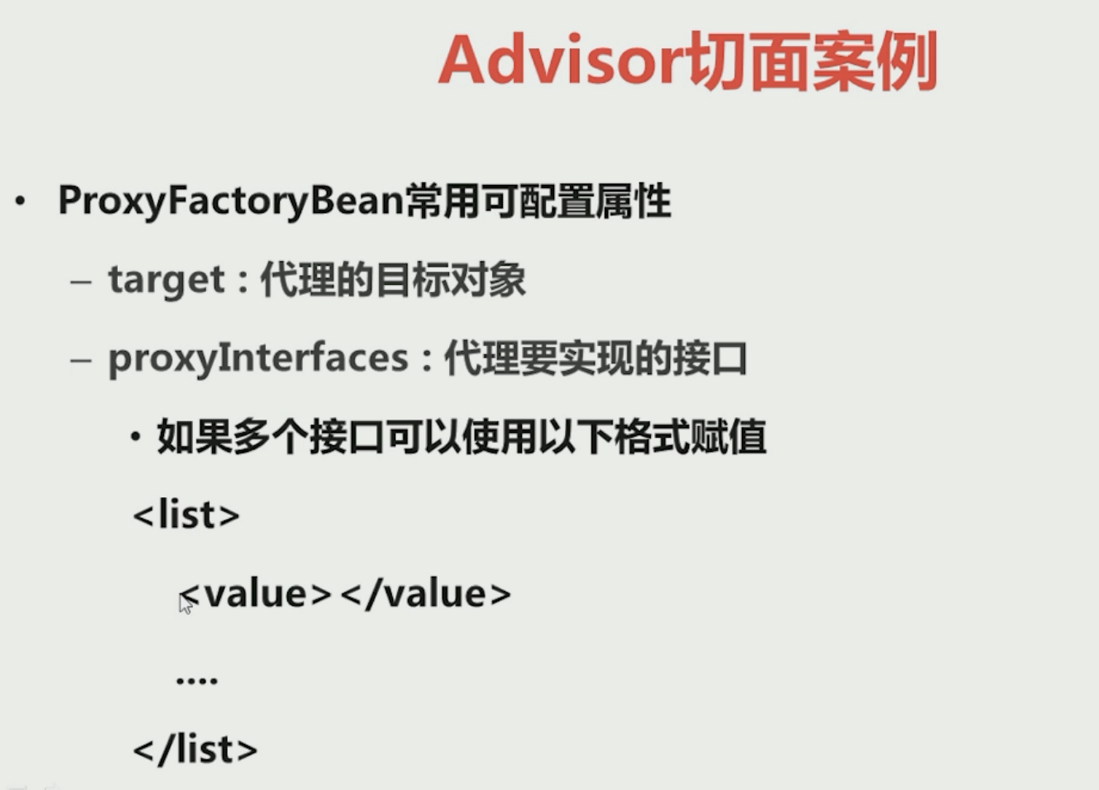 Advisor切面案例
• ProxyFactoryBean常用可配置属性
– target：代理的目标对象
– proxyInterfaces：代理要实现的接口
• 如果多个接口可以使用以下格式赋值
<list>
<value></value>
....
</list>